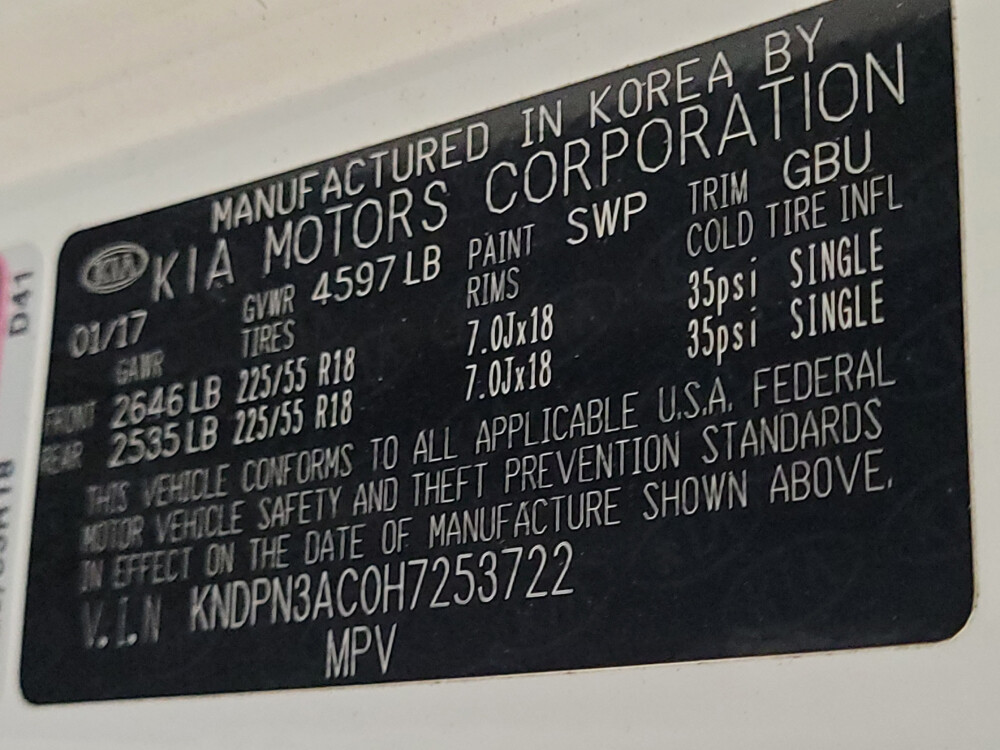 MANUFACTURED IN KOREA BY
KIA KIA MOTORS CORPORATION
01/17 GVWR 4597 LB PAINT SWP TRIM GBU
GAWR TIRES RIMS COLD TIRE INFL
FRONT 2646 LB 225/55 R18 7.0Jx18 35psi SINGLE
REAR 2535 LB 225/55 R18 7.0Jx18 35psi SINGLE
THIS VEHICLE CONFORMS TO ALL APPLICABLE U.S.A. FEDERAL
MOTOR VEHICLE SAFETY AND THEFT PREVENTION STANDARDS
IN EFFECT ON THE DATE OF MANUFACTURE SHOWN ABOVE.
V.I.N KNDPN3AC0H7253722
MPV
D41